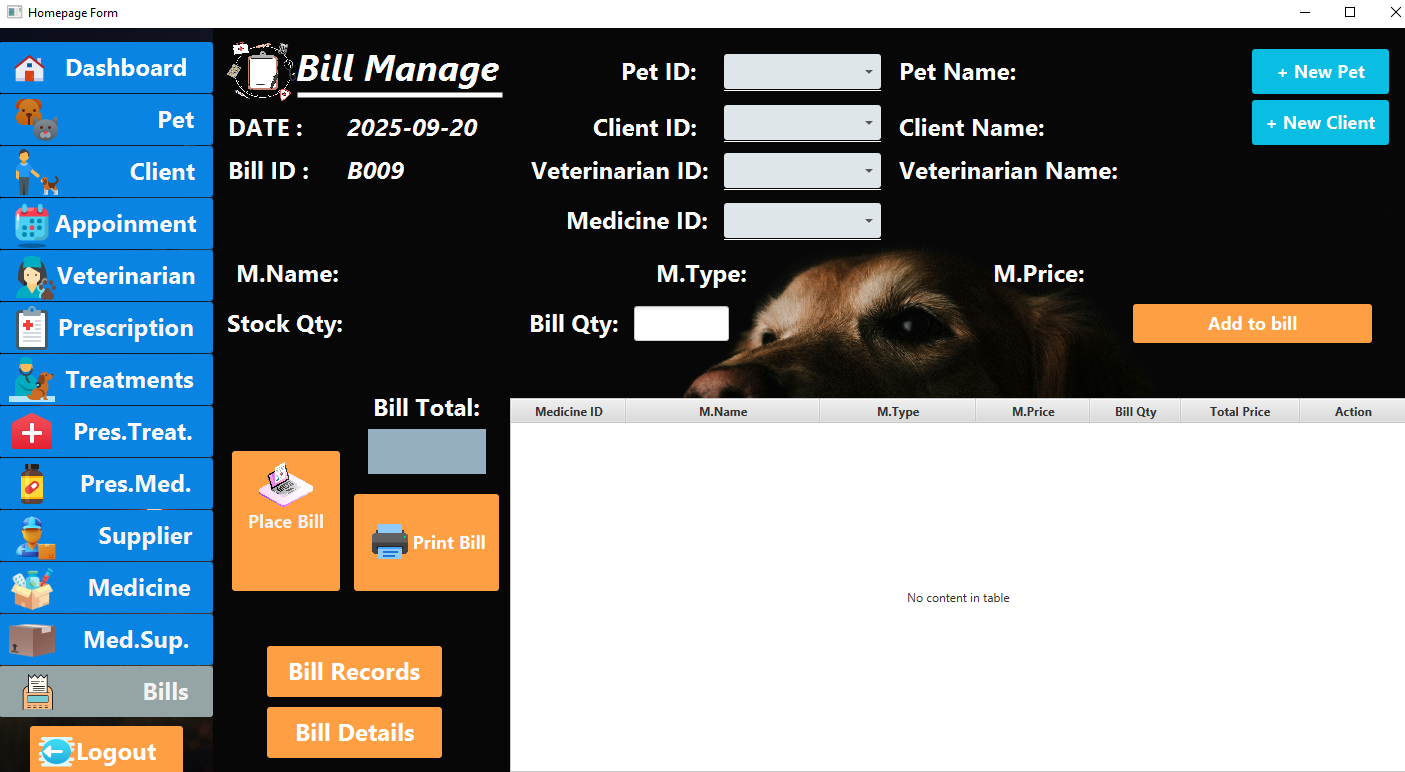 Homepage Form
Dashboard
Pet
Client
Appoinment
Veterinarian
Prescription
Treatments
Pres.Treat.
Pres.Med.
Supplier
Medicine
Med.Sup.
Bills
Logout
Bill Manage
DATE : 2025-09-20
Bill ID : B009
Pet ID: Pet Name:
Client ID: Client Name:
Veterinarian ID: Veterinarian Name:
Medicine ID:
+ New Pet
+ New Client
M.Name: M.Type: M.Price:
Stock Qty: Bill Qty: Add to bill
Bill Total:
Place Bill
Print Bill
Bill Records
Bill Details
Medicine ID M.Name M.Type M.Price Bill Qty Total Price Action
No content in table